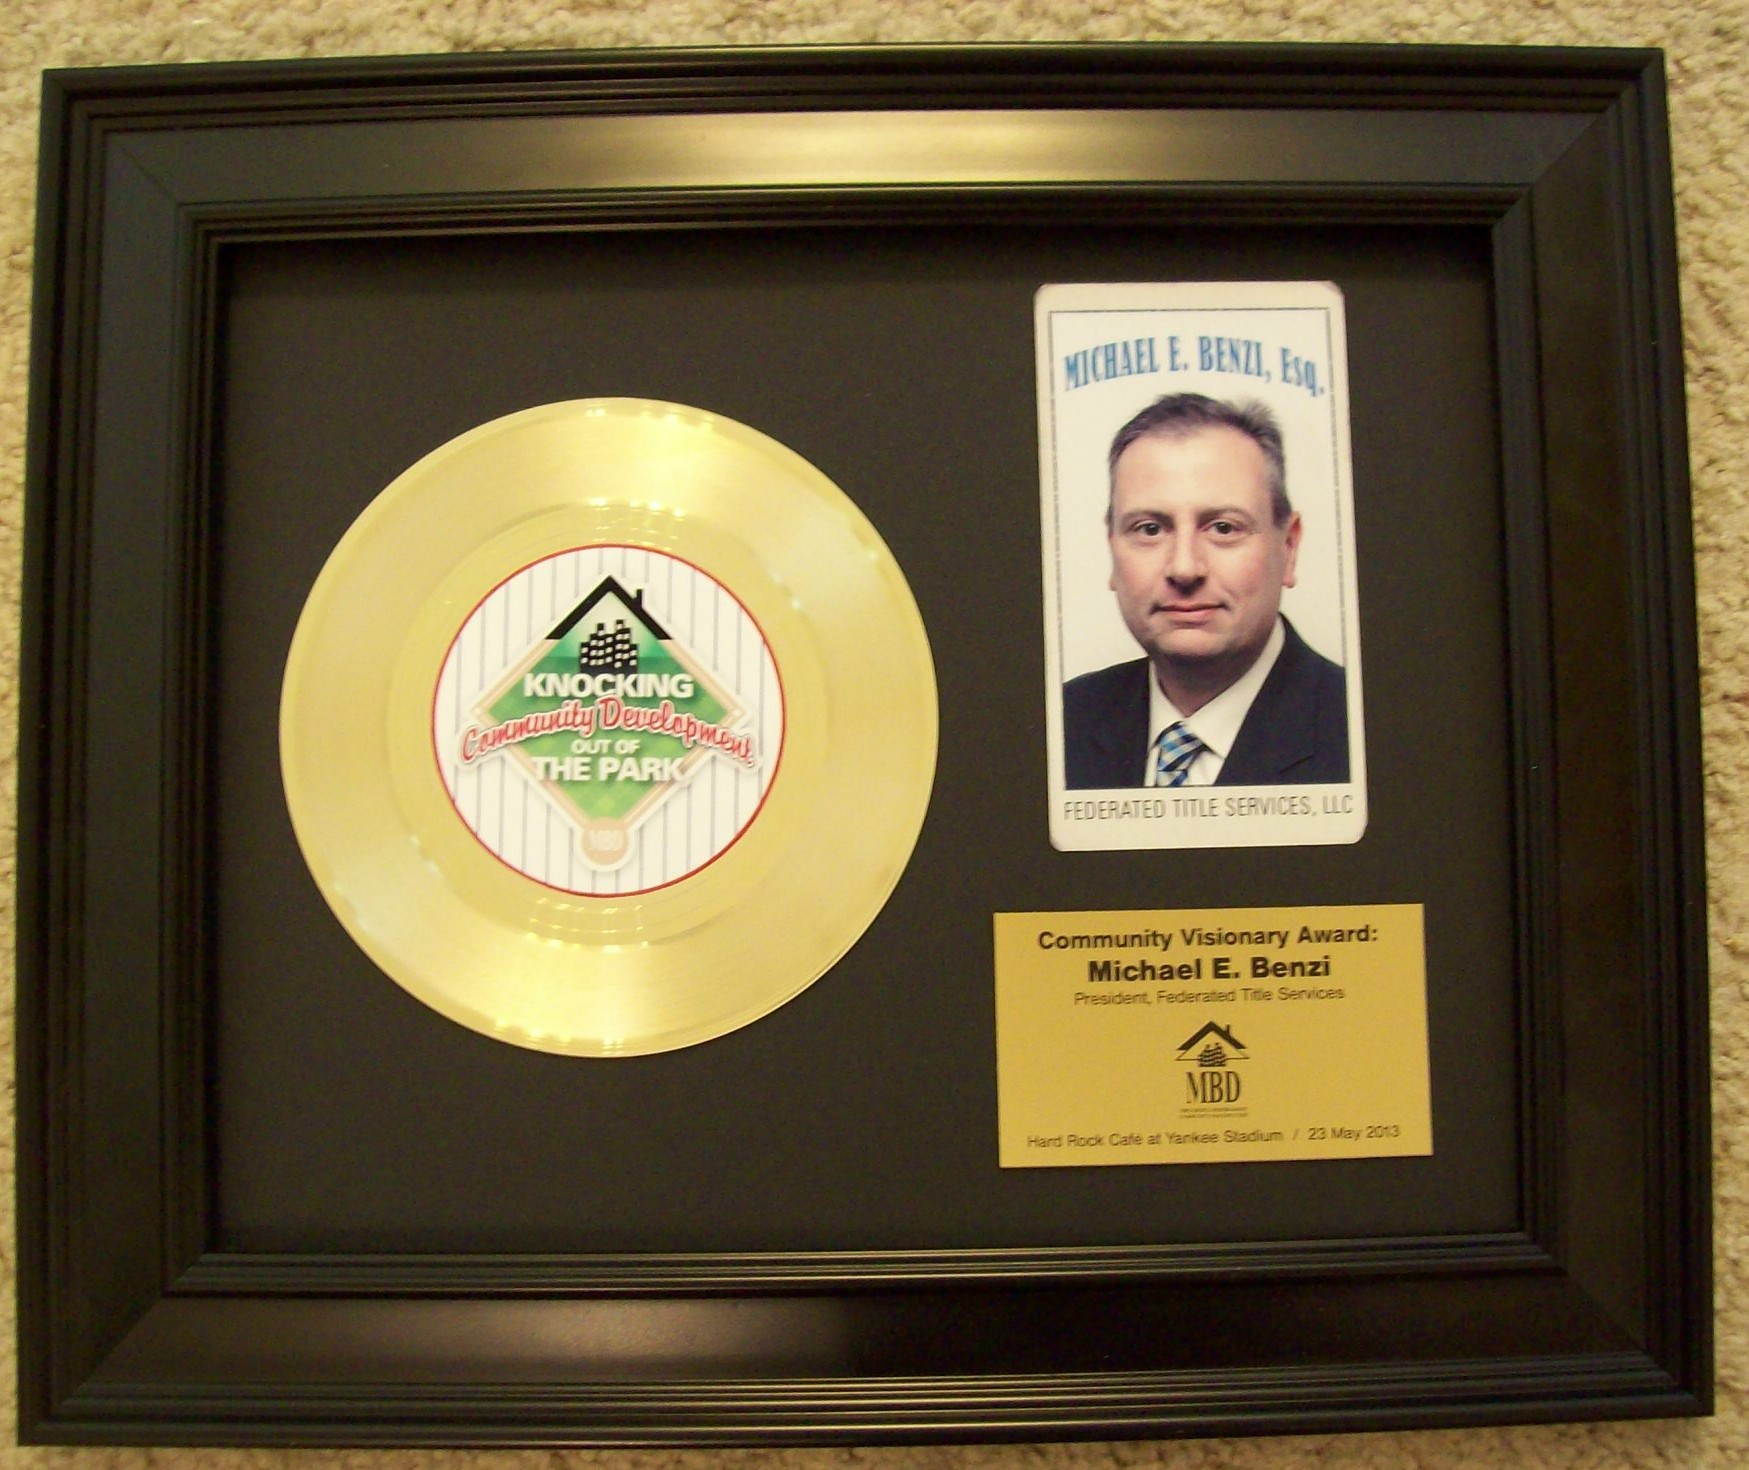 KNOCKING
Community Development
OUT OF
THE PARK
MBD
MICHAEL E. BENZI, Esq.
FEDERATED TITLE SERVICES, LLC
Community Visionary Award:
Michael E. Benzi
President, Federated Title Services
MBD
Hard Rock Café at Yankee Stadium / 23 May 2013